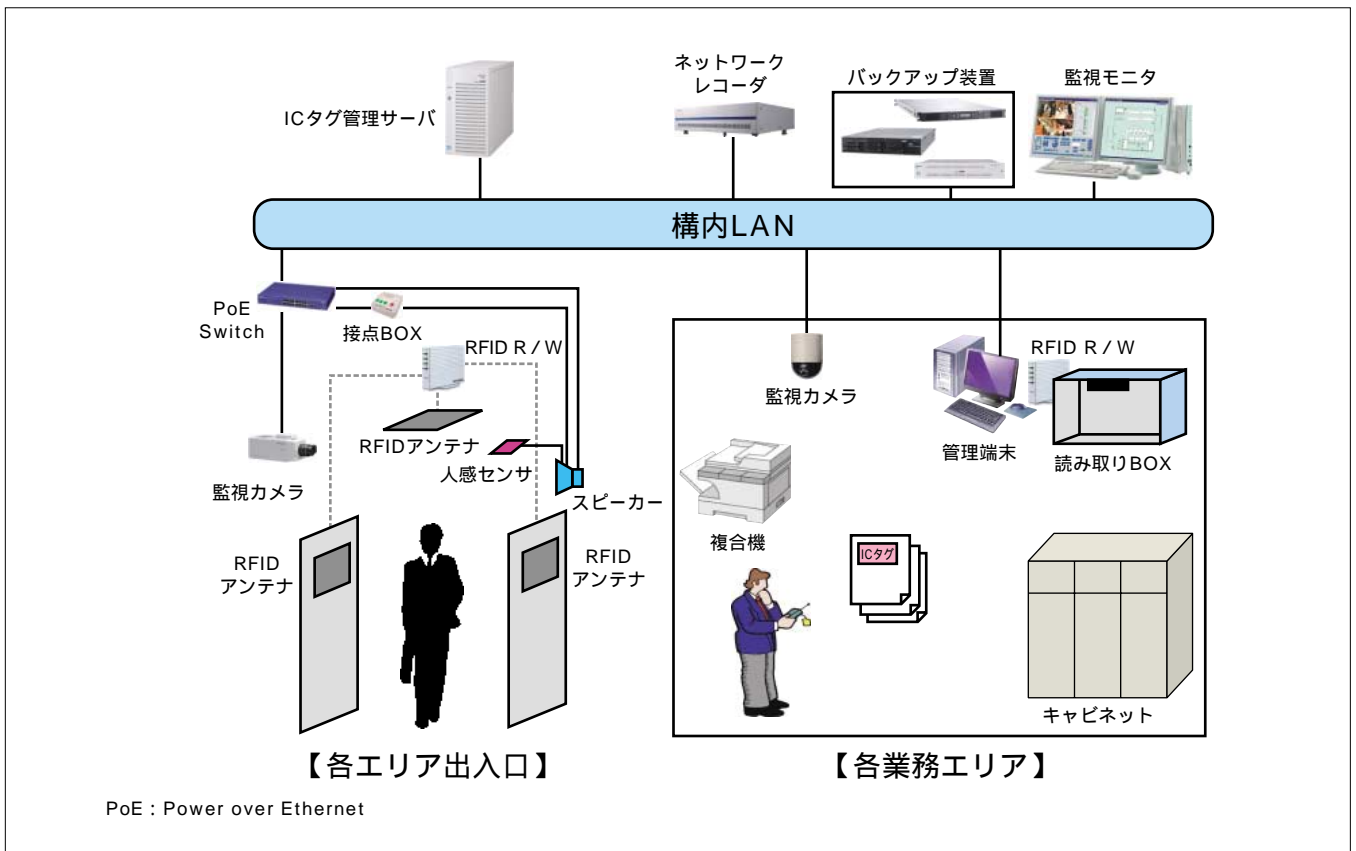 ICタグ管理サーバ
ネットワーク
レコーダ
バックアップ装置
監視モニタ
構内LAN
PoE
Switch
接点BOX
RFID R / W
RFIDアンテナ
人感センサ
スピーカー
監視カメラ
RFID
アンテナ
RFID
アンテナ
監視カメラ
RFID R / W
管理端末
読み取りBOX
複合機
ICタグ
キャビネット
【各エリア出入口】
【各業務エリア】
PoE : Power over Ethernet